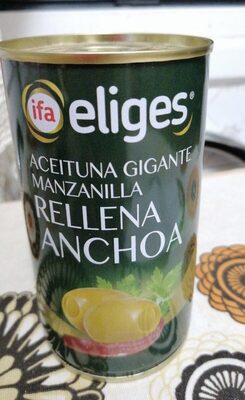 ifa
eliges®
ACEITUNA GIGANTE
MANZANILLA
RELLENA
ANCHOA